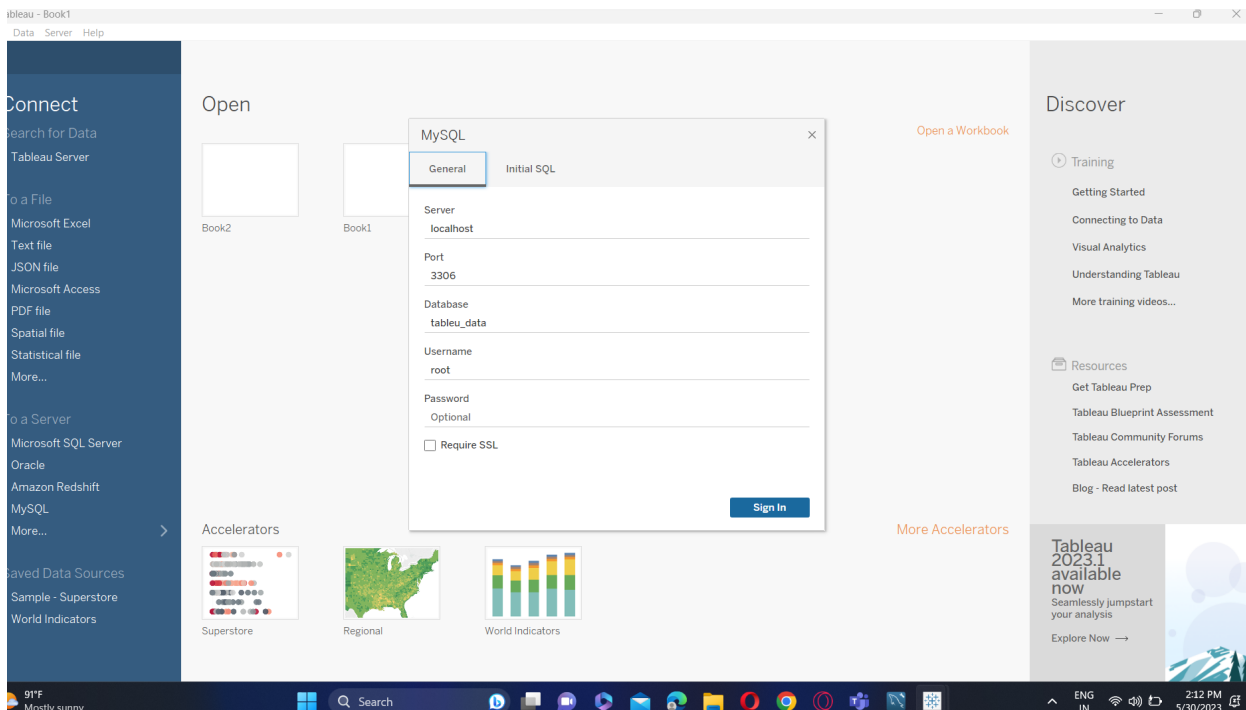 ableau - Book1
Data Server Help
Connect
Search for Data
Tableau Server
To a File
Microsoft Excel
Text file
JSON file
Microsoft Access
PDF file
Spatial file
Statistical file
More...
To a Server
Microsoft SQL Server
Oracle
Amazon Redshift
MySQL
More...
Saved Data Sources
Sample - Superstore
World Indicators
Open
Open a Workbook
Book2
Book1
MySQL
General
Initial SQL
Server
localhost
Port
3306
Database
tableu_data
Username
root
Password
Optional
Require SSL
Sign In
Accelerators
More Accelerators
Superstore
Regional
World Indicators
Discover
Training
Getting Started
Connecting to Data
Visual Analytics
Understanding Tableau
More training videos...
Resources
Get Tableau Prep
Tableau Blueprint Assessment
Tableau Community Forums
Tableau Accelerators
Blog - Read latest post
Tableau
2023.1
available
now
Seamlessly jumpstart
your analysis
Explore Now →
91°F
Mostly sunny
Search
ENG
IN
2:12 PM
5/30/2023